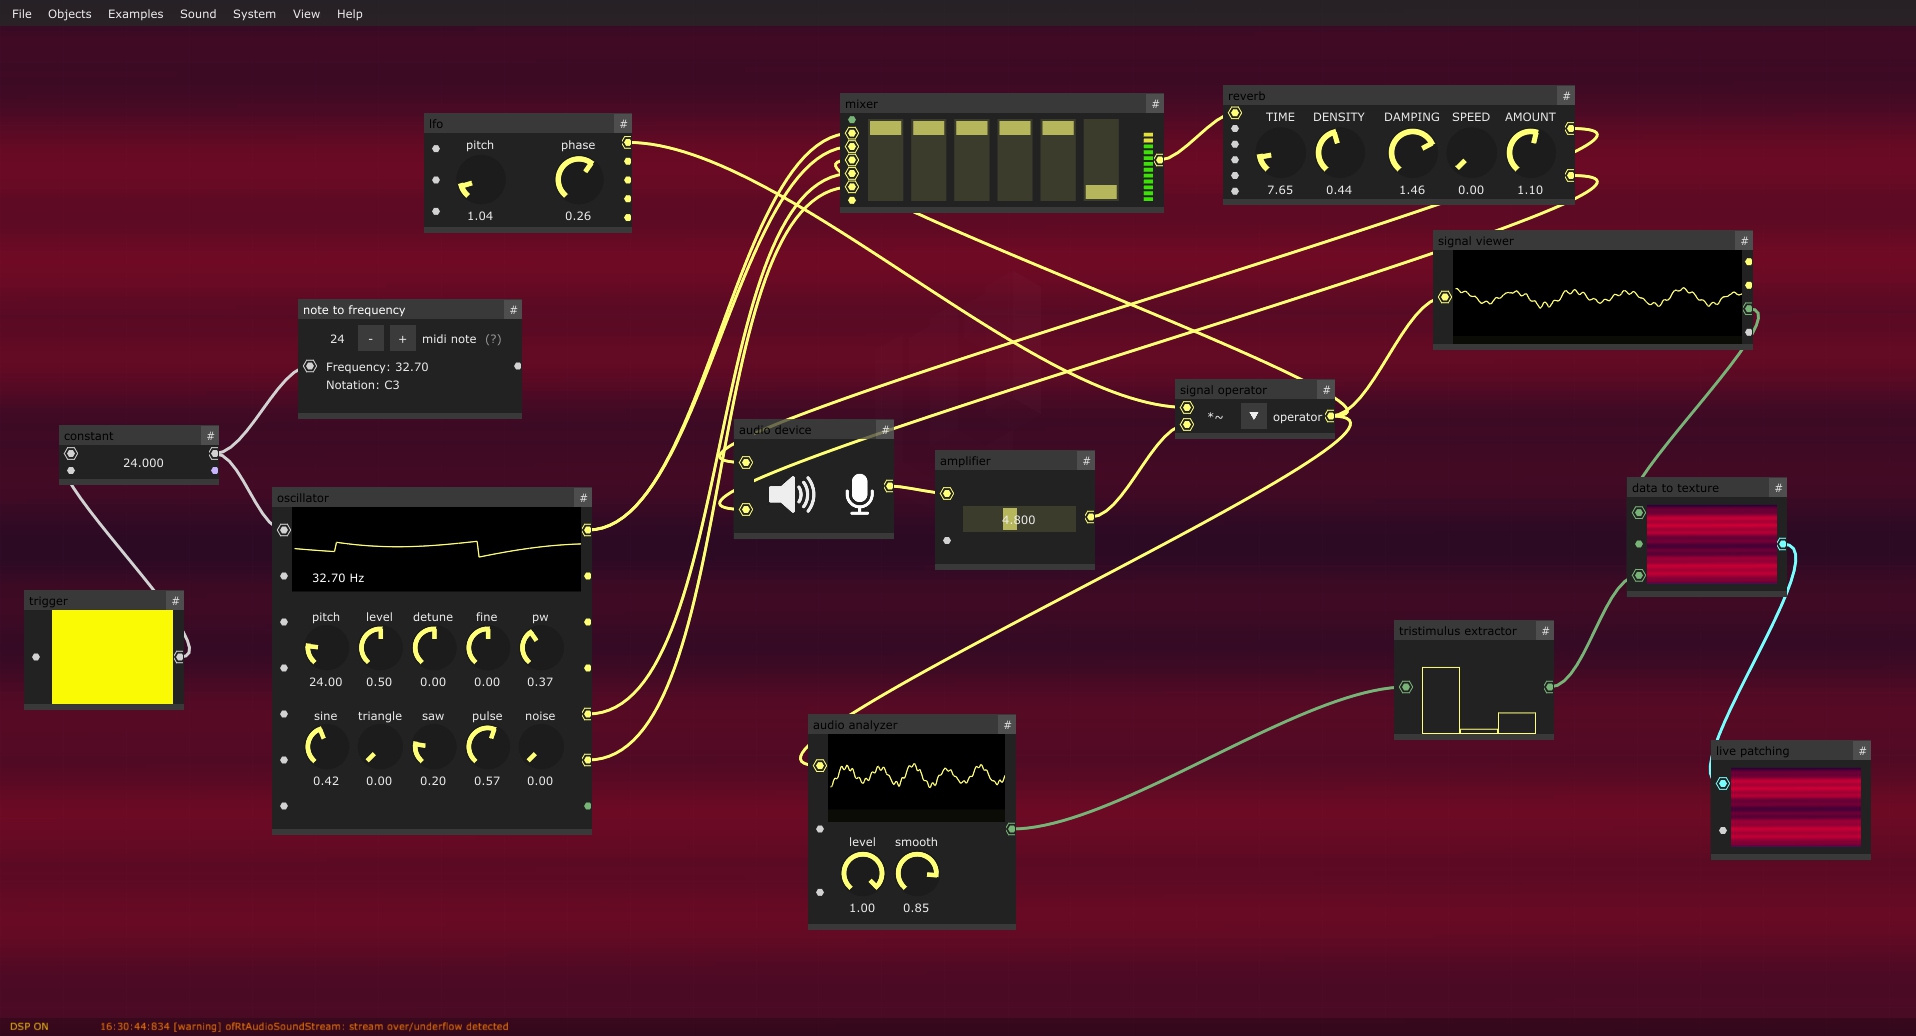 File Objects Examples Sound System View Help
lfo #
pitch phase
1.04 0.26
mixer #
reverb #
TIME DENSITY DAMPING SPEED AMOUNT
7.65 0.44 1.46 0.00 1.10
signal viewer #
note to frequency #
24 - + midi note (?)
Frequency: 32.70
Notation: C3
constant #
24.000
signal operator #
*~ ▼ operator
audio device #
amplifier #
4.800
oscillator #
32.70 Hz
pitch level detune fine pw
24.00 0.50 0.00 0.00 0.37
sine triangle saw pulse noise
0.42 0.00 0.20 0.57 0.00
trigger #
data to texture #
tristimulus extractor #
audio analyzer #
level smooth
1.00 0.85
live patching #
DSP ON 16:30:44:834 [warning] ofRtAudioSoundStream: stream over/underflow detected